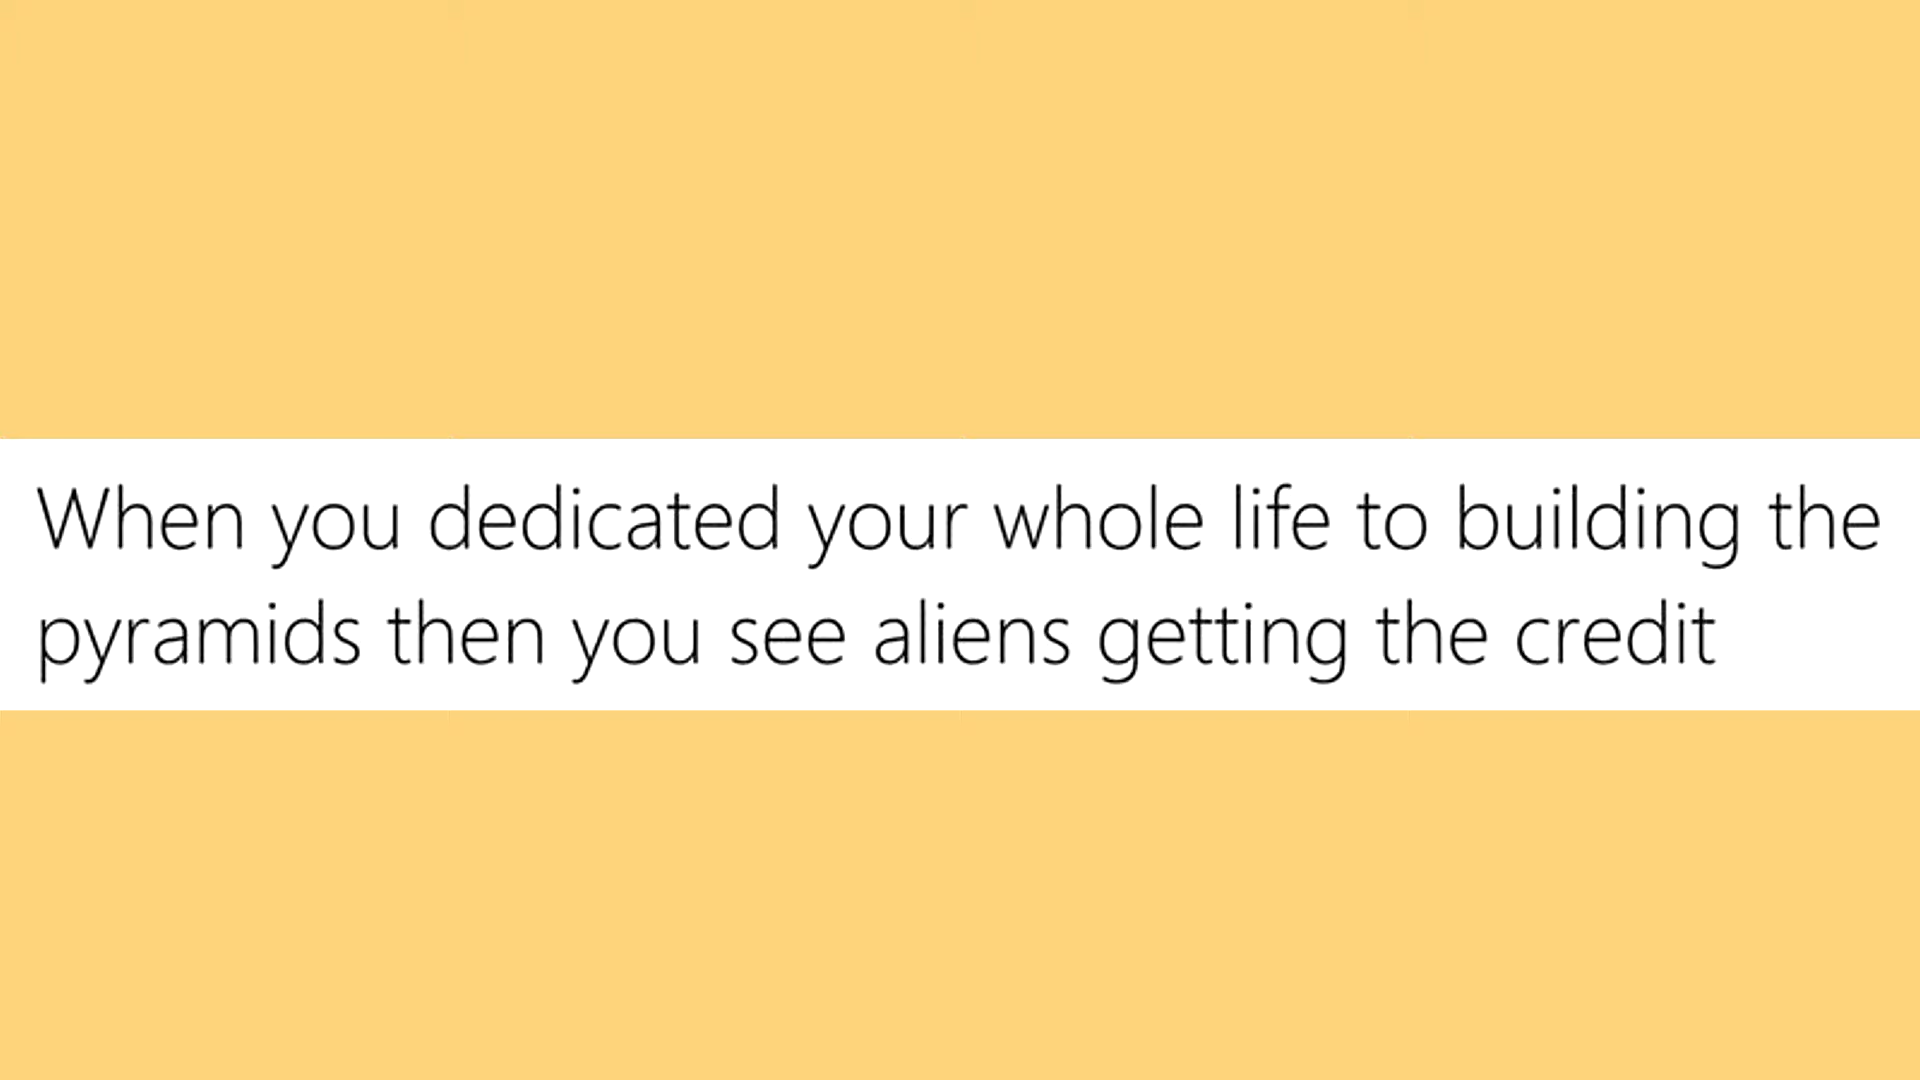 When you dedicated your whole life to building the
pyramids then you see aliens getting the credit